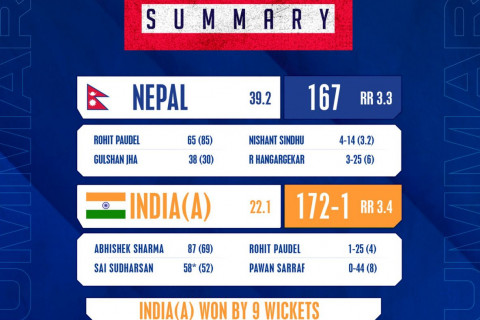 SUMMARY
NEPAL 39.2 167 RR 3.3
ROHIT PAUDEL 65 (85) NISHANT SINDHU 4-14 (3.2)
GULSHAN JHA 38 (30) R HANGARGEKAR 3-25 (6)
INDIA(A) 22.1 172-1 RR 3.4
ABHISHEK SHARMA 87 (69) ROHIT PAUDEL 1-25 (4)
SAI SUDHARSAN 58* (52) PAWAN SARRAF 0-44 (8)
INDIA(A) WON BY 9 WICKETS